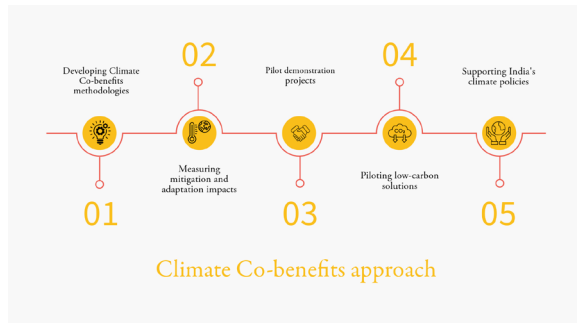 02
04
Developing Climate
Co-benefits
methodologies
Pilot demonstration
projects
Supporting India's
climate policies
CO₂
Measuring
mitigation and
adaptation impacts
Piloting low-carbon
solutions
01
03
05
Climate Co-benefits approach